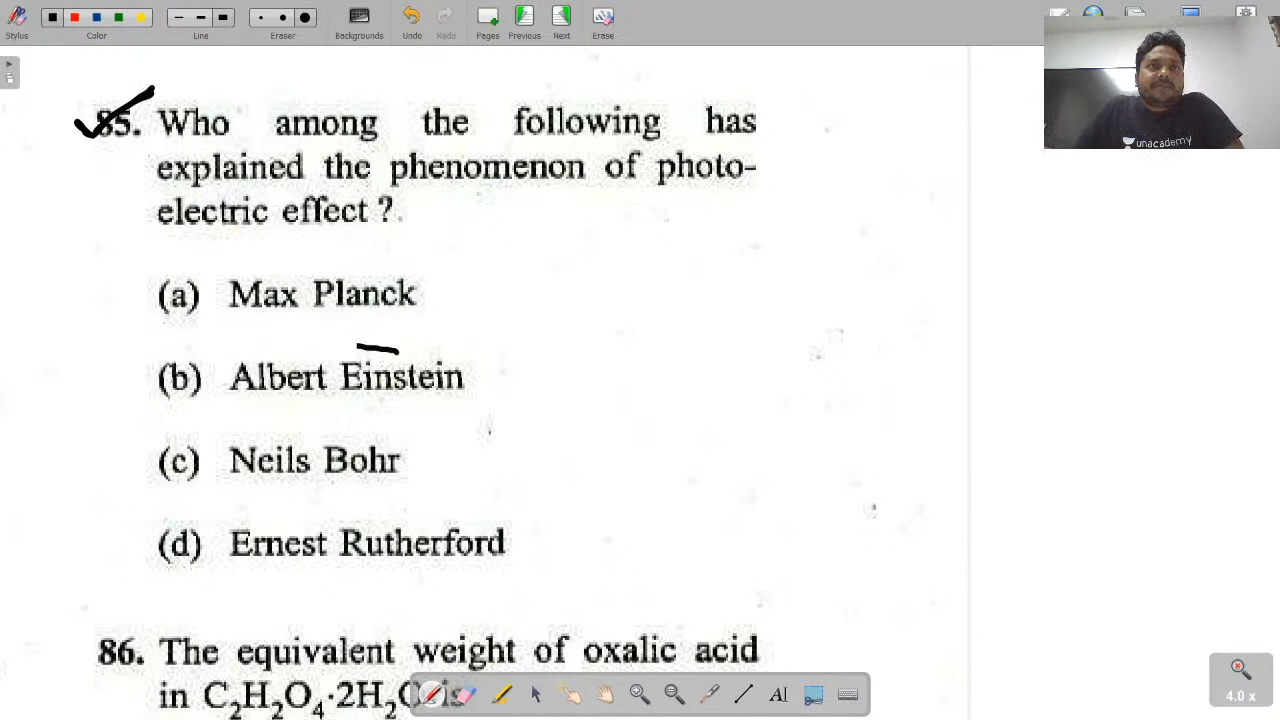 Stylus
Color
Line
Eraser
Backgrounds
Undo
Redo
Pages
Previous
Next
Erase
unacademy
85. Who among the following has
explained the phenomenon of photo-
electric effect ?
(a) Max Planck
(b) Albert Einstein
(c) Neils Bohr
(d) Ernest Rutherford
86. The equivalent weight of oxalic acid
in C₂H₂O₄·2H₂O is
4.0 x